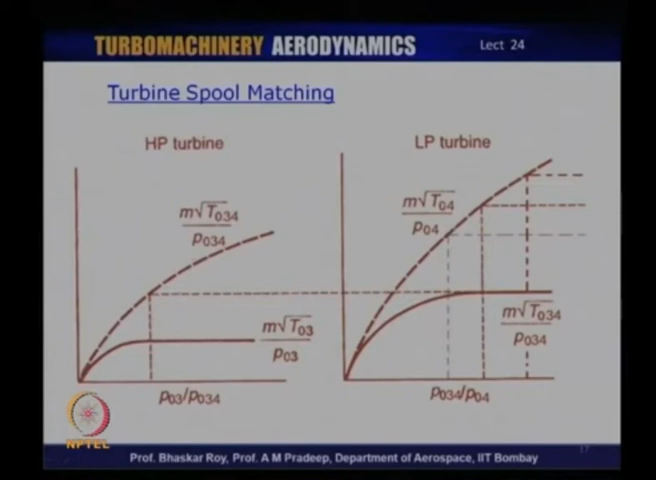 TURBOMACHINERY AERODYNAMICS
Lect 24
Turbine Spool Matching
HP turbine
LP turbine
m√T034
p034
m√T03
p03
p03/p034
m√T04
p04
m√T034
p034
p034/p04
NPTEL
Prof. Bhaskar Roy, Prof. A M Pradeep, Department of Aerospace, IIT Bombay
17